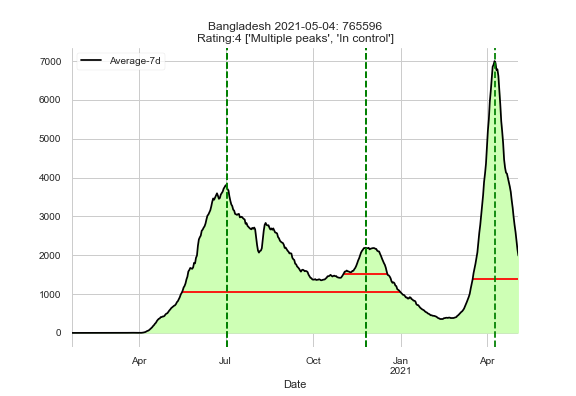 Bangladesh 2021-05-04: 765596
Rating:4 ['Multiple peaks', 'In control']
Average-7d
7000
6000
5000
4000
3000
2000
1000
0
Apr
Jul
Oct
Jan
2021
Apr
Date